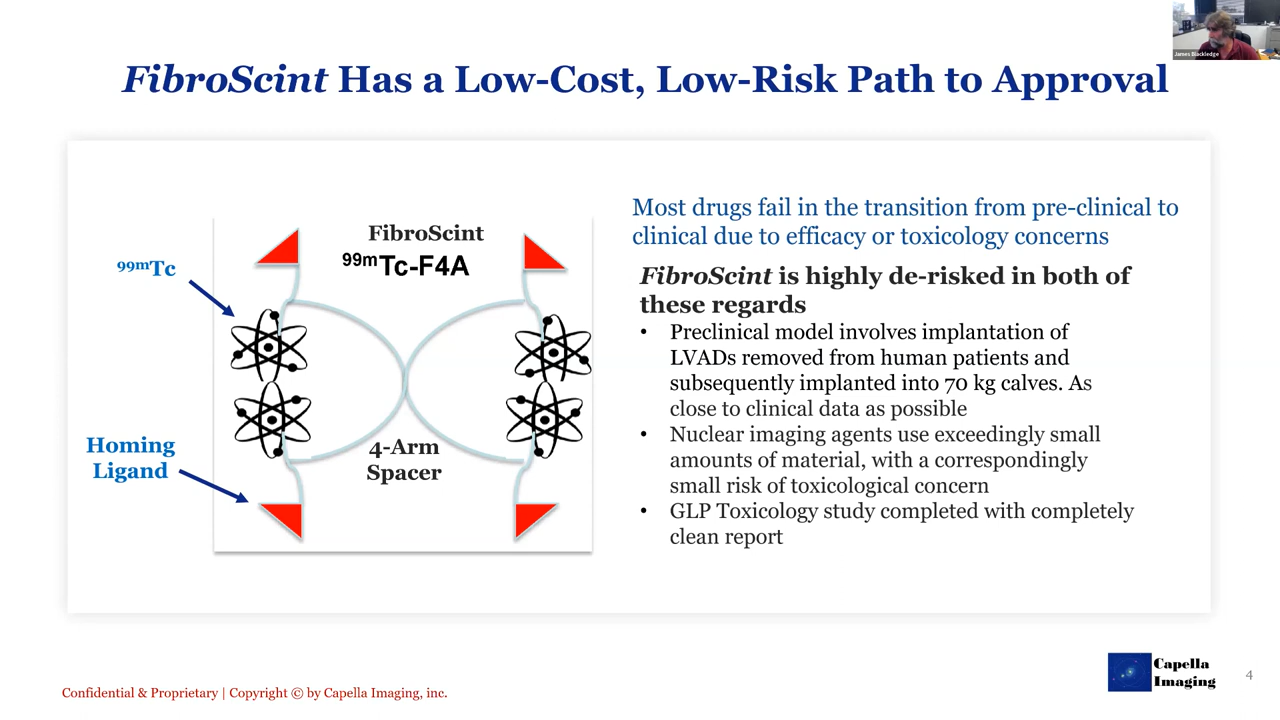 James Blackledge
FibroScint Has a Low-Cost, Low-Risk Path to Approval
FibroScint
99mTc-F4A
99mTc
Homing
Ligand
4-Arm
Spacer
Most drugs fail in the transition from pre-clinical to
clinical due to efficacy or toxicology concerns
FibroScint is highly de-risked in both of
these regards
• Preclinical model involves implantation of
LVADs removed from human patients and
subsequently implanted into 70 kg calves. As
close to clinical data as possible
• Nuclear imaging agents use exceedingly small
amounts of material, with a correspondingly
small risk of toxicological concern
• GLP Toxicology study completed with completely
clean report
Confidential & Proprietary | Copyright © by Capella Imaging, inc.
Capella
Imaging
4